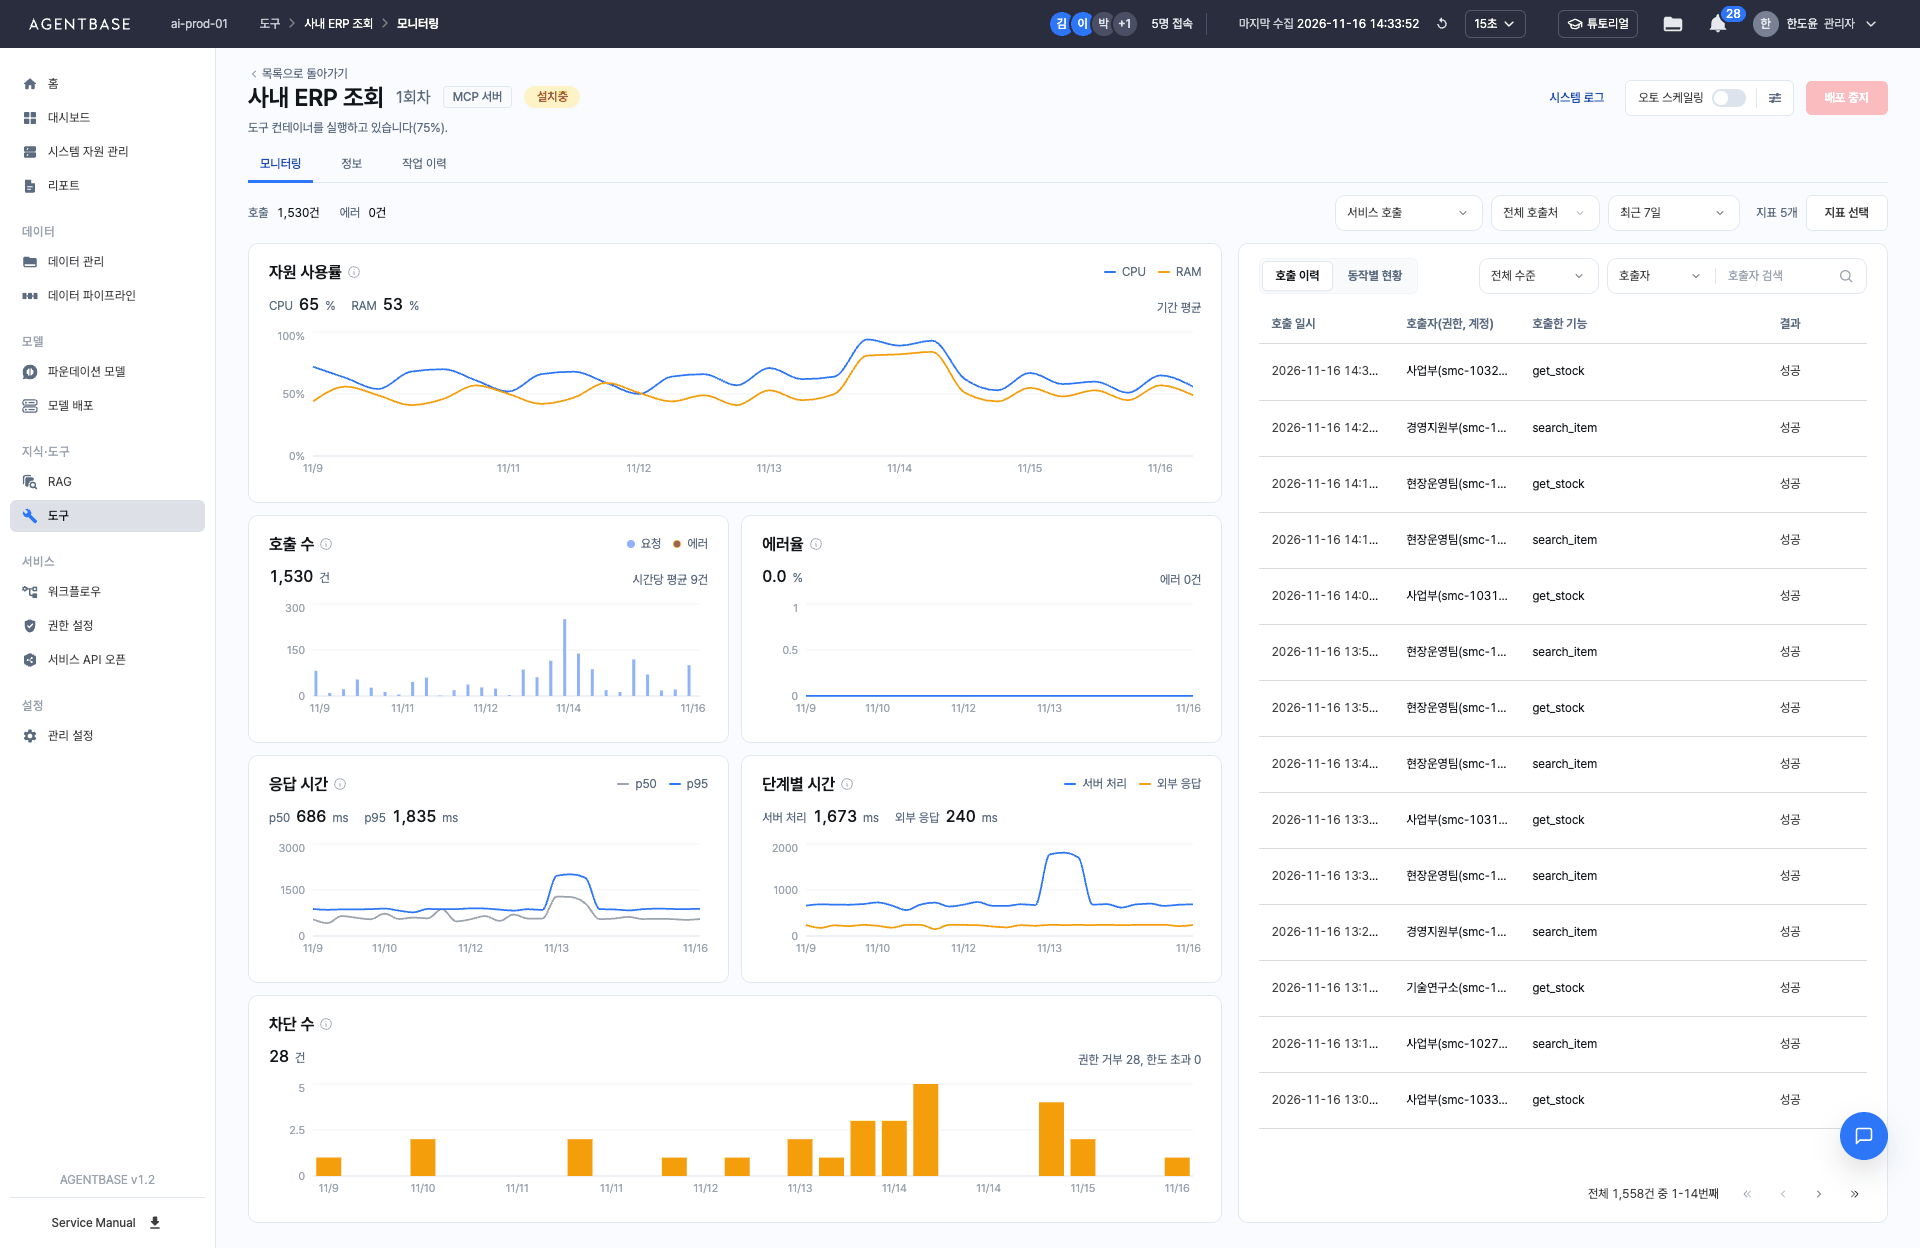 AGENTBASE
ai-prod-01
도구 > 사내 ERP 조회 > 모니터링
김 이 박 +1 5명 접속
마지막 수집 2026-11-16 14:33:52
15초
튜토리얼
28
한 한도윤 관리자
홈
대시보드
시스템 자원 관리
리포트
데이터
데이터 관리
데이터 파이프라인
모델
파운데이션 모델
모델 배포
지식·도구
RAG
도구
서비스
워크플로우
권한 설정
서비스 API 오픈
설정
관리 설정
AGENTBASE v1.2
Service Manual
목록으로 돌아가기
사내 ERP 조회 1회차 MCP 서버 설치중
도구 컨테이너를 실행하고 있습니다(75%).
시스템 로그
오토 스케일링
배포 중지
모니터링 정보 작업 이력
호출 1,530건 에러 0건
서비스 호출
전체 호출처
최근 7일
지표 5개
지표 선택
자원 사용률
CPU RAM
CPU 65 % RAM 53 %
기간 평균
100%
50%
0%
11/9 11/11 11/12 11/13 11/14 11/15 11/16
호출 수
요청 에러
1,530 건
시간당 평균 9건
300
150
0
11/9 11/11 11/12 11/14 11/16
에러율
0.0 %
에러 0건
1
0.5
0
11/9 11/10 11/12 11/13 11/16
응답 시간
p50 p95
p50 686 ms p95 1,835 ms
3000
1500
0
11/9 11/10 11/12 11/13 11/16
단계별 시간
서버 처리 외부 응답
서버 처리 1,673 ms 외부 응답 240 ms
2000
1000
0
11/9 11/10 11/12 11/13 11/16
차단 수
28 건
권한 거부 28, 한도 초과 0
5
2.5
0
11/9 11/10 11/11 11/11 11/12 11/13 11/14 11/14 11/15 11/16
호출 이력 동작별 현황
전체 수준
호출자
호출자 검색
호출 일시 호출자(권한, 계정) 호출한 기능 결과
2026-11-16 14:3... 사업부(smc-1032... get_stock 성공
2026-11-16 14:2... 경영지원부(smc-1... search_item 성공
2026-11-16 14:1... 현장운영팀(smc-1... get_stock 성공
2026-11-16 14:1... 현장운영팀(smc-1... search_item 성공
2026-11-16 14:0... 사업부(smc-1031... get_stock 성공
2026-11-16 13:5... 현장운영팀(smc-1... search_item 성공
2026-11-16 13:5... 현장운영팀(smc-1... get_stock 성공
2026-11-16 13:4... 현장운영팀(smc-1... search_item 성공
2026-11-16 13:3... 사업부(smc-1031... get_stock 성공
2026-11-16 13:3... 현장운영팀(smc-1... search_item 성공
2026-11-16 13:2... 경영지원부(smc-1... search_item 성공
2026-11-16 13:1... 기술연구소(smc-1... get_stock 성공
2026-11-16 13:1... 사업부(smc-1027... search_item 성공
2026-11-16 13:0... 사업부(smc-1033... get_stock 성공
전체 1,558건 중 1-14번째